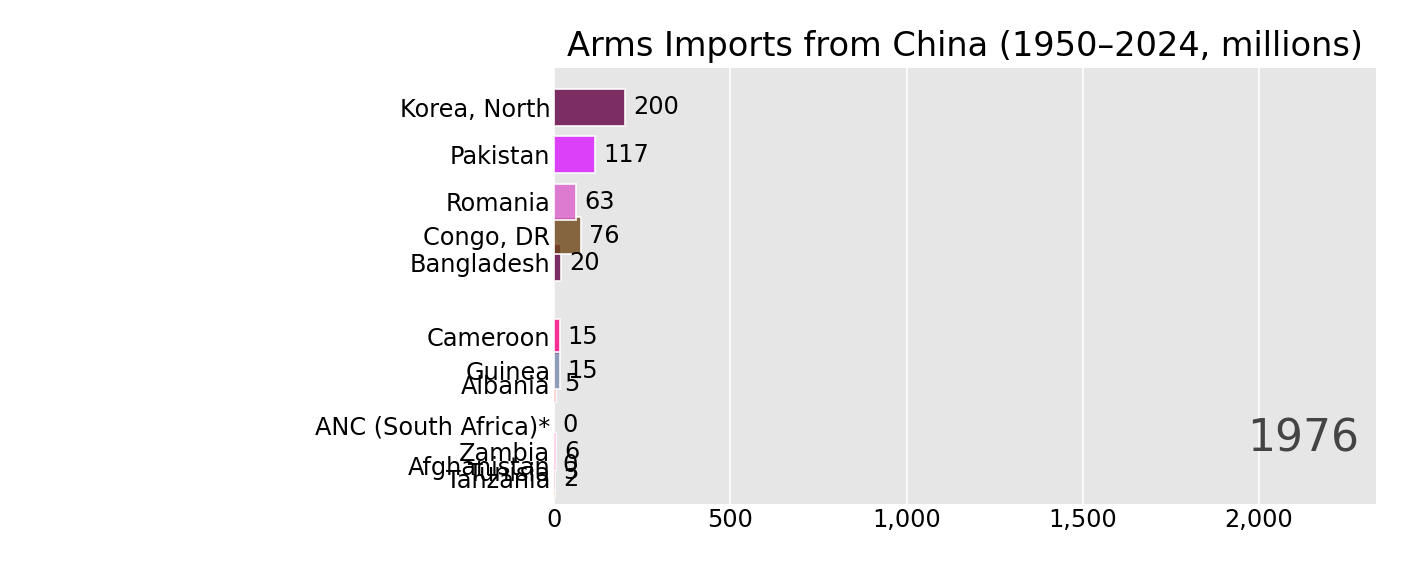 Arms Imports from China (1950–2024, millions)
Korea, North 200
Pakistan 117
Romania 63
Congo, DR 76
Bangladesh 20
Cameroon 15
Guinea 15
Albania 5
ANC (South Africa)* 0
1976
Zambia 6
Afghanistan 0
Tunisia
Tanzania 2
0 500 1,000 1,500 2,000